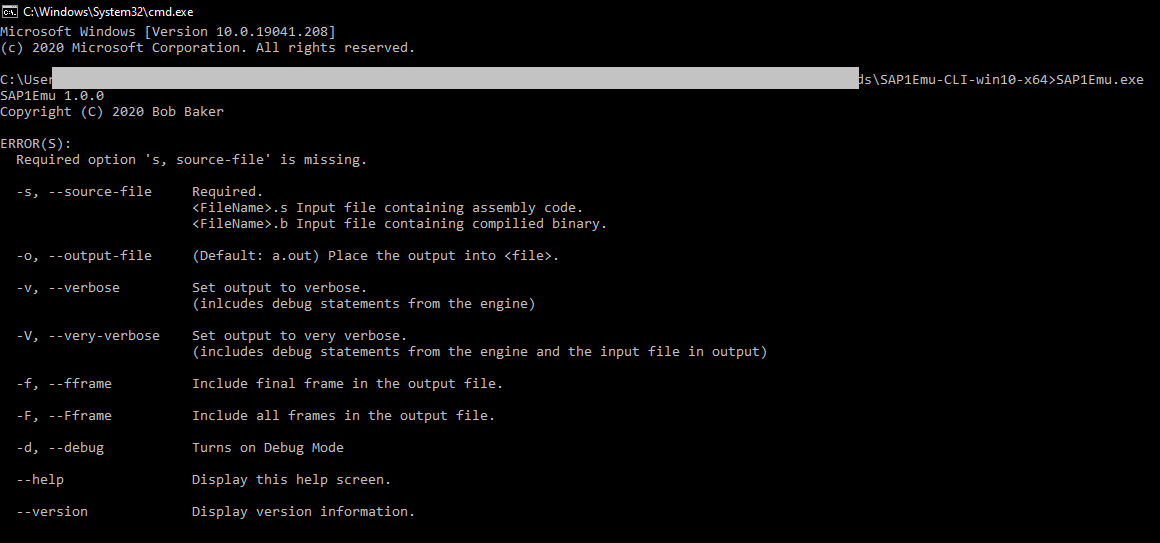 C:\Windows\System32\cmd.exe
Microsoft Windows [Version 10.0.19041.208]
(c) 2020 Microsoft Corporation. All rights reserved.
C:\User ds\SAP1Emu-CLI-win10-x64>SAP1Emu.exe
SAP1Emu 1.0.0
Copyright (C) 2020 Bob Baker
ERROR(S):
Required option 's, source-file' is missing.
-s, --source-file Required.
<FileName>.s Input file containing assembly code.
<FileName>.b Input file containing compilied binary.
-o, --output-file (Default: a.out) Place the output into <file>.
-v, --verbose Set output to verbose.
(inlcudes debug statements from the engine)
-V, --very-verbose Set output to very verbose.
(includes debug statements from the engine and the input file in output)
-f, --fframe Include final frame in the output file.
-F, --Fframe Include all frames in the output file.
-d, --debug Turns on Debug Mode
--help Display this help screen.
--version Display version information.